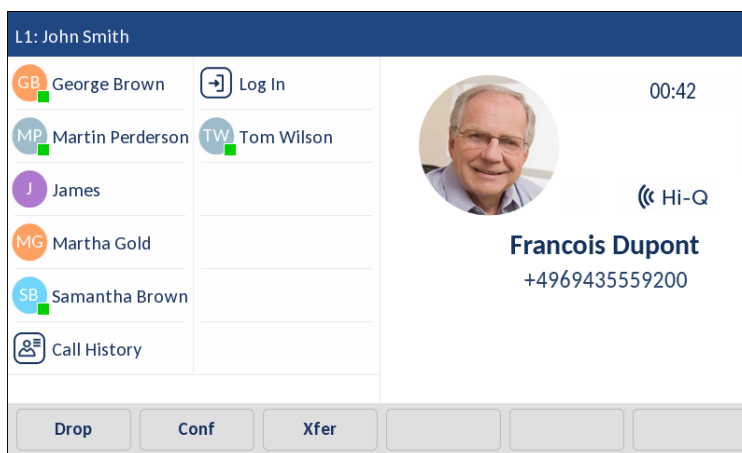 L1: John Smith
GB George Brown
Log In
MP Martin Perderson
TW Tom Wilson
J James
MG Martha Gold
SB Samantha Brown
Call History
00:42
Hi-Q
Francois Dupont
+4969435559200
Drop Conf Xfer